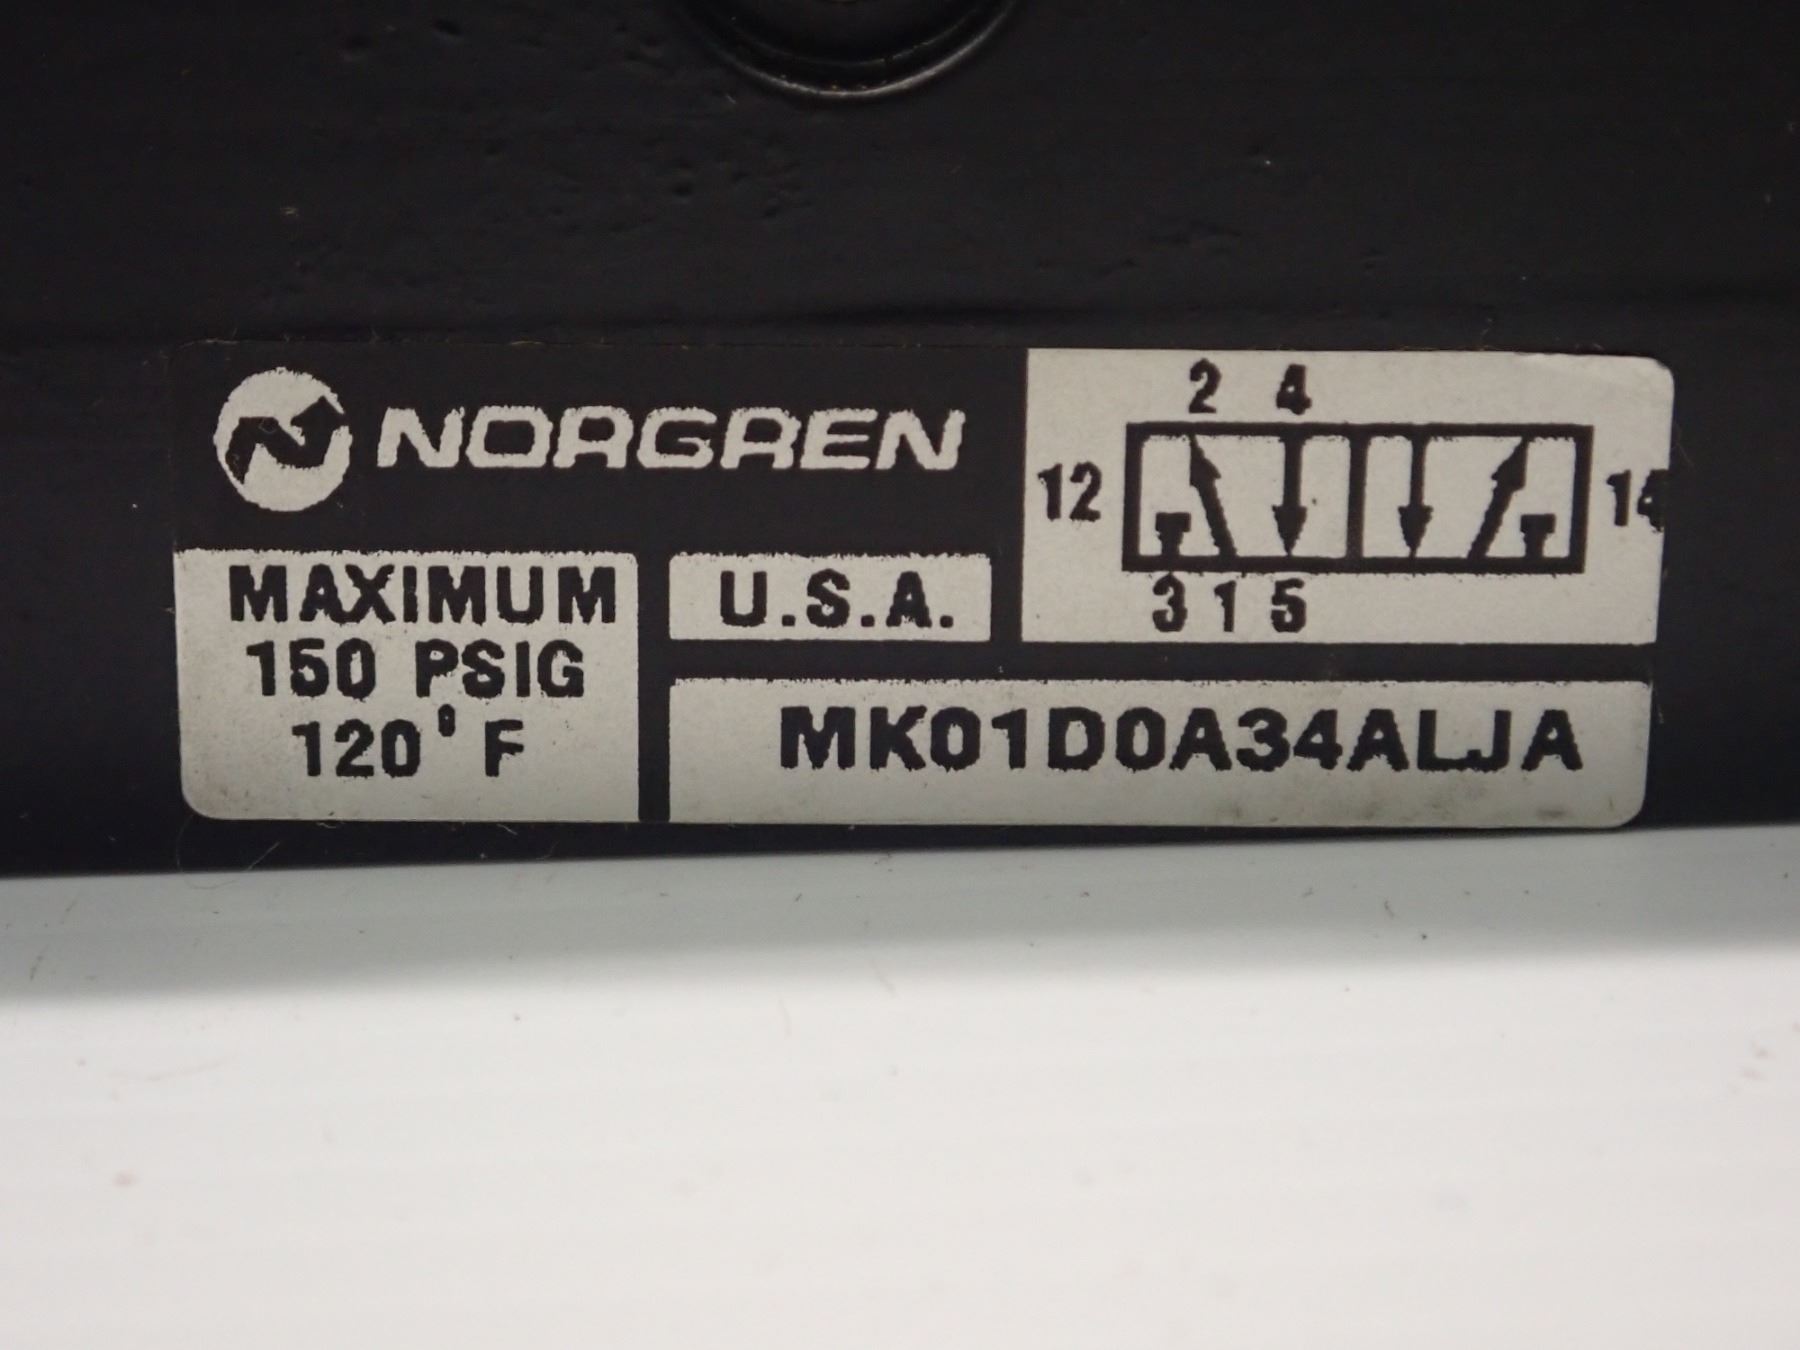 NORGREN
2 4
12 14
3 1 5
MAXIMUM
150 PSIG
120°F
U.S.A.
MK01D0A34ALJA